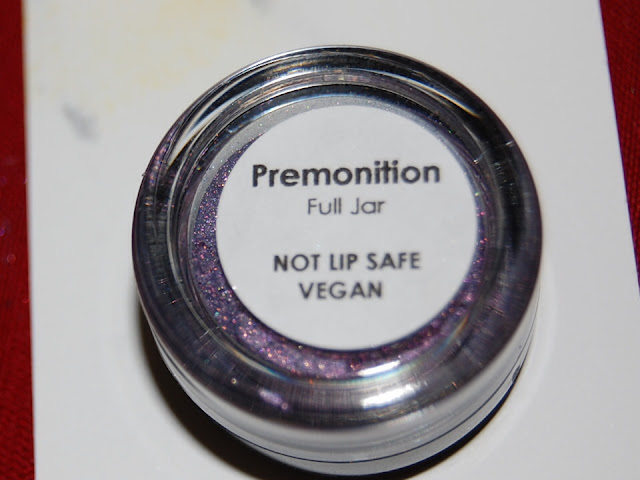 Premonition
Full Jar
NOT LIP SAFE
VEGAN